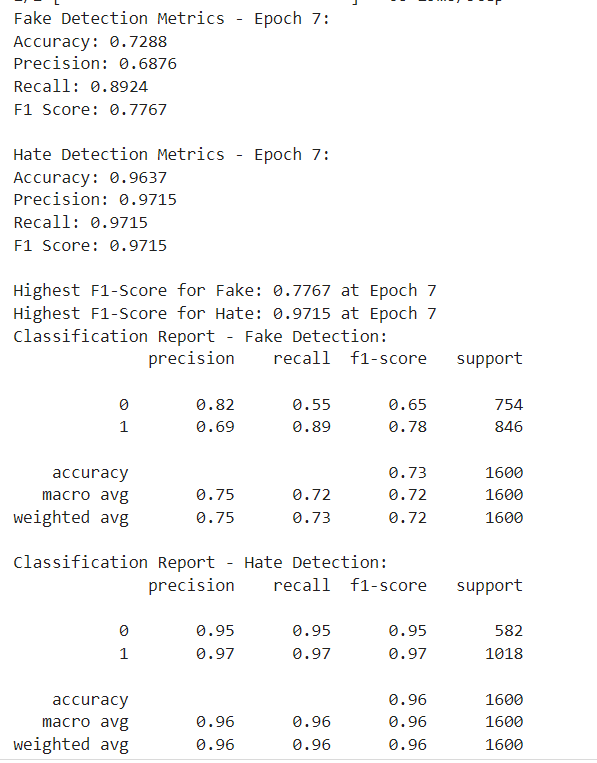 Fake Detection Metrics - Epoch 7:
Accuracy: 0.7288
Precision: 0.6876
Recall: 0.8924
F1 Score: 0.7767
Hate Detection Metrics - Epoch 7:
Accuracy: 0.9637
Precision: 0.9715
Recall: 0.9715
F1 Score: 0.9715
Highest F1-Score for Fake: 0.7767 at Epoch 7
Highest F1-Score for Hate: 0.9715 at Epoch 7
Classification Report - Fake Detection:
precision recall f1-score support
0 0.82 0.55 0.65 754
1 0.69 0.89 0.78 846
accuracy 0.73 1600
macro avg 0.75 0.72 0.72 1600
weighted avg 0.75 0.73 0.72 1600
Classification Report - Hate Detection:
precision recall f1-score support
0 0.95 0.95 0.95 582
1 0.97 0.97 0.97 1018
accuracy 0.96 1600
macro avg 0.96 0.96 0.96 1600
weighted avg 0.96 0.96 0.96 1600